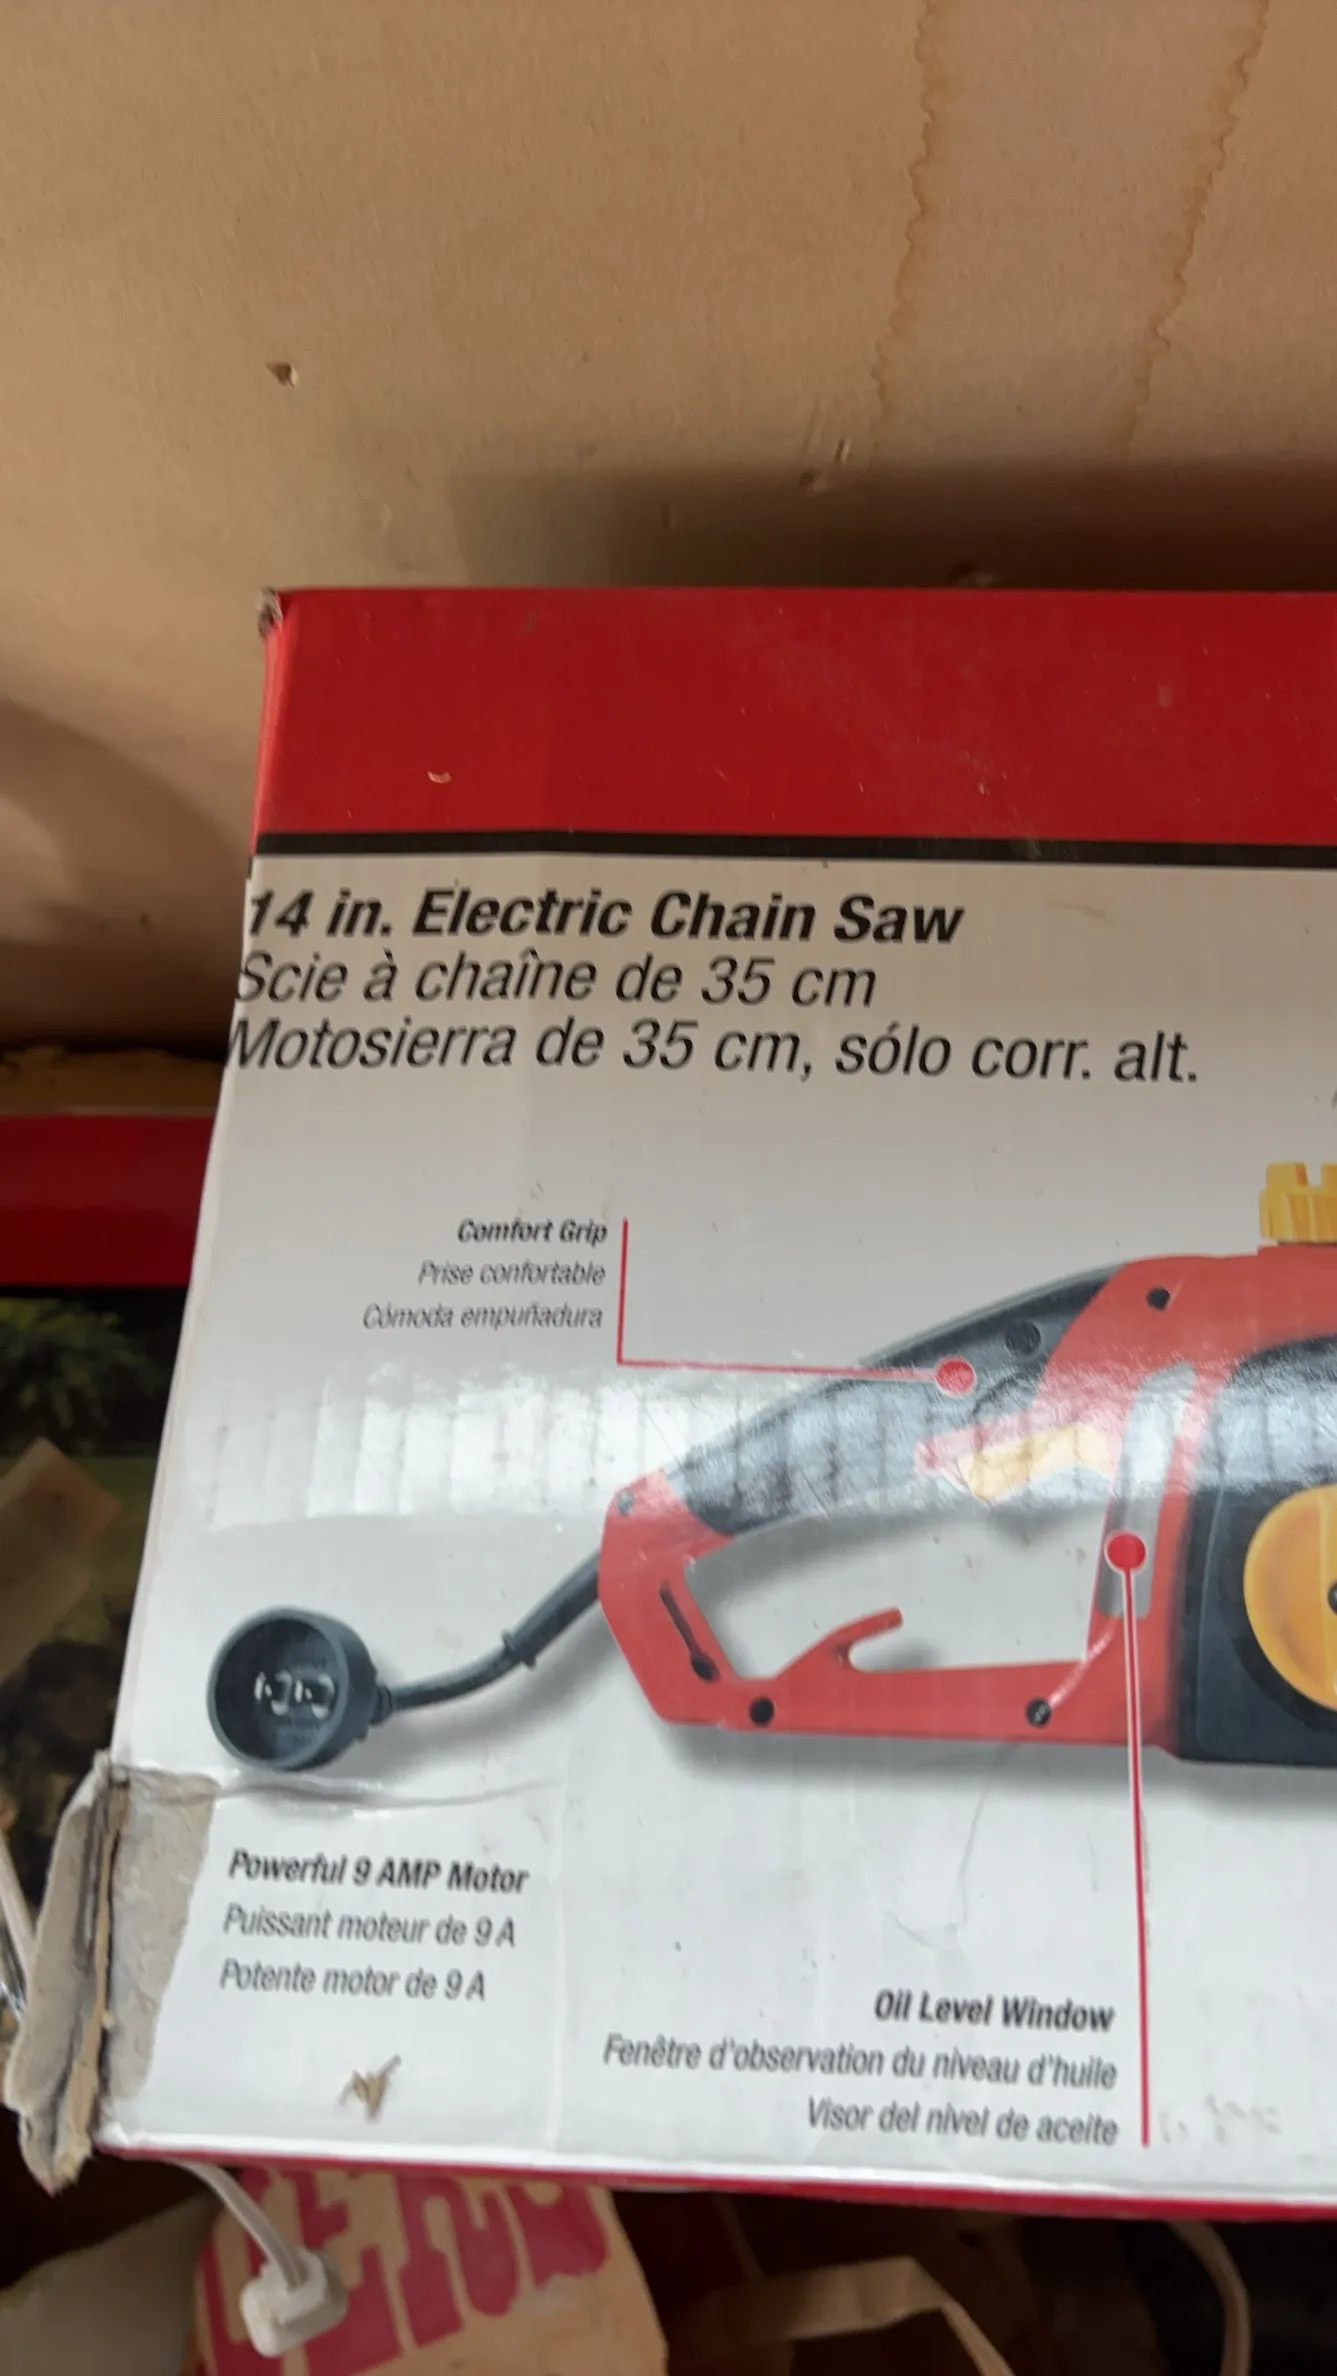 14 in. Electric Chain Saw
Scie à chaîne de 35 cm
Motosierra de 35 cm, sólo corr. alt.
Comfort Grip
Prise confortable
Cómoda empuñadura
Powerful 9 AMP Motor
Puissant moteur de 9 A
Potente motor de 9 A
Oil Level Window
Fenêtre d'observation du niveau d'huile
Visor del nivel de aceite